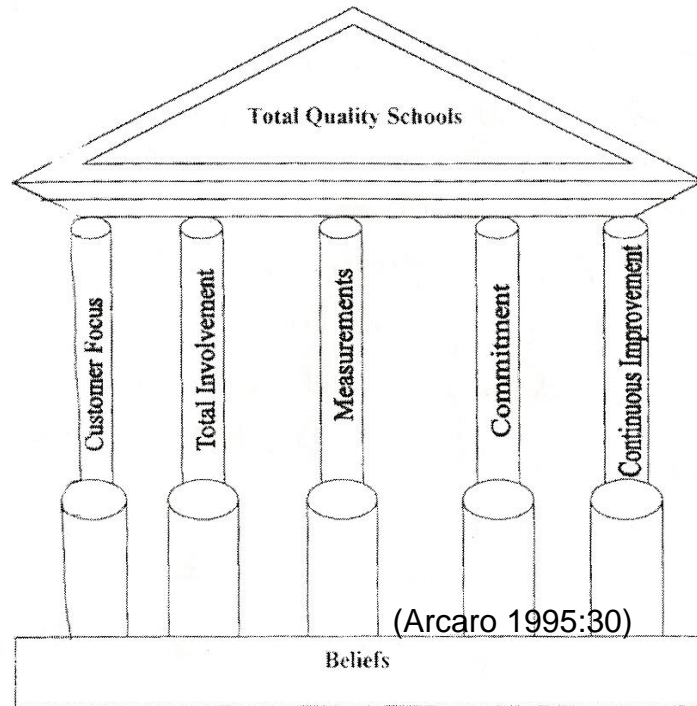 Total Quality Schools
Customer Focus
Total Involvement
Measurements
Commitment
Continuous Improvement
(Arcaro 1995:30)
Beliefs